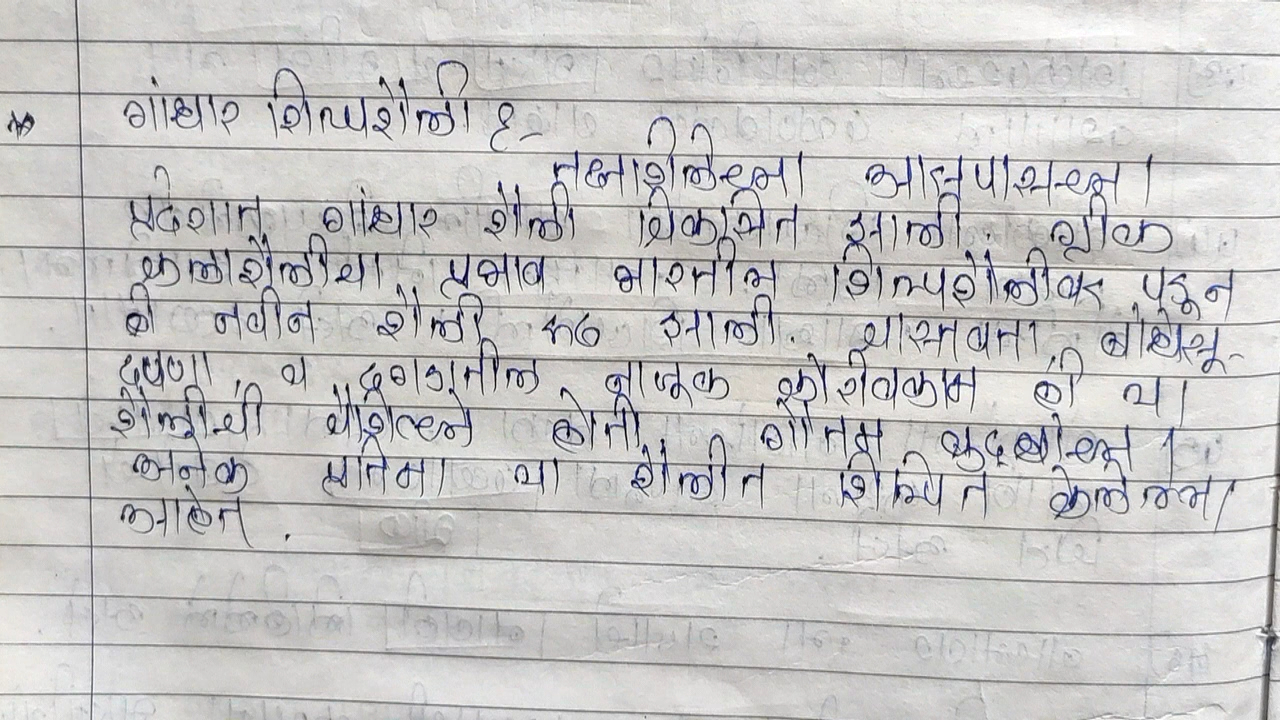 * गांधार शिल्पशैली :-
तक्षशिलेच्या आसपासच्या
प्रदेशात गांधार शैली विकसित झाली. ग्रीक
कलाशैलीचा प्रभाव भारतीय शिल्पशैलीवर पडून
ही नवीन शैली रूढ झाली. वास्तवता,
व नाजूक कोरीवकाम ही या
शैलीची वैशिष्ट्ये होती. गौतम बुद्धांच्या
अनेक प्रतिमा या शैलीत शिल्पित केलेल्या
आहेत.